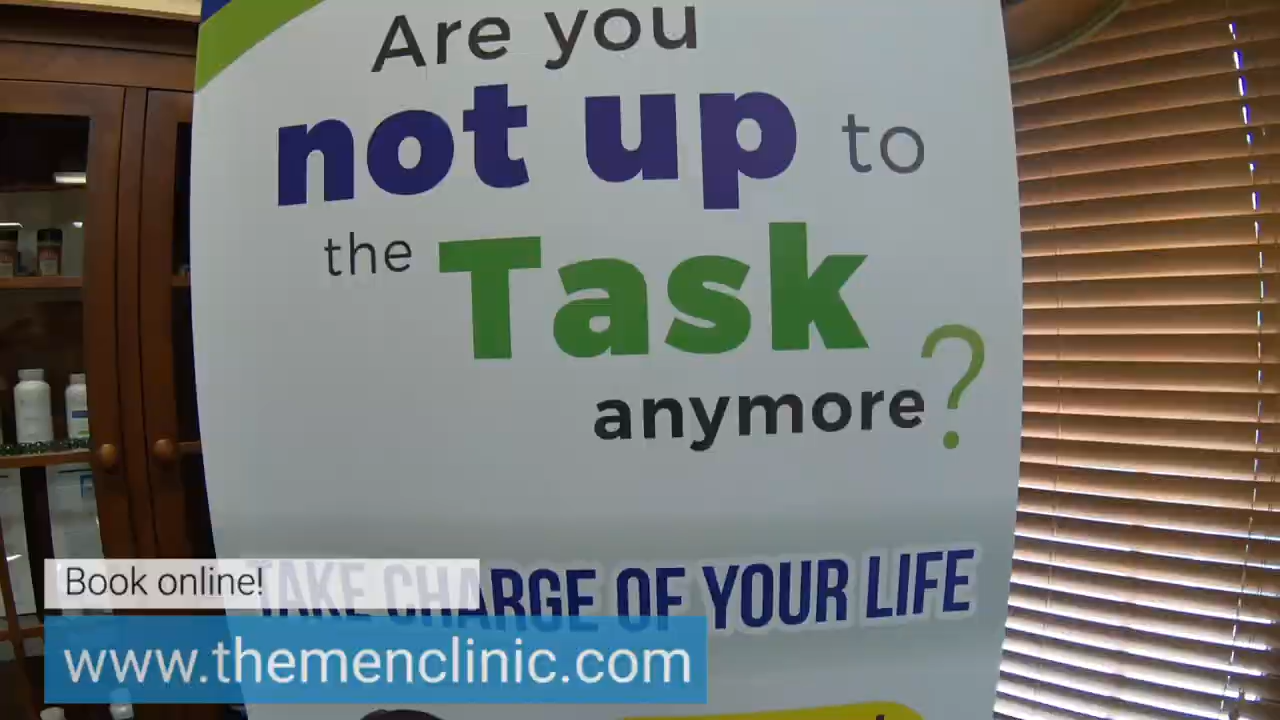 Are you
not up to
the Task
anymore?
TAKE CHARGE OF YOUR LIFE
Book online!
www.themenclinic.com